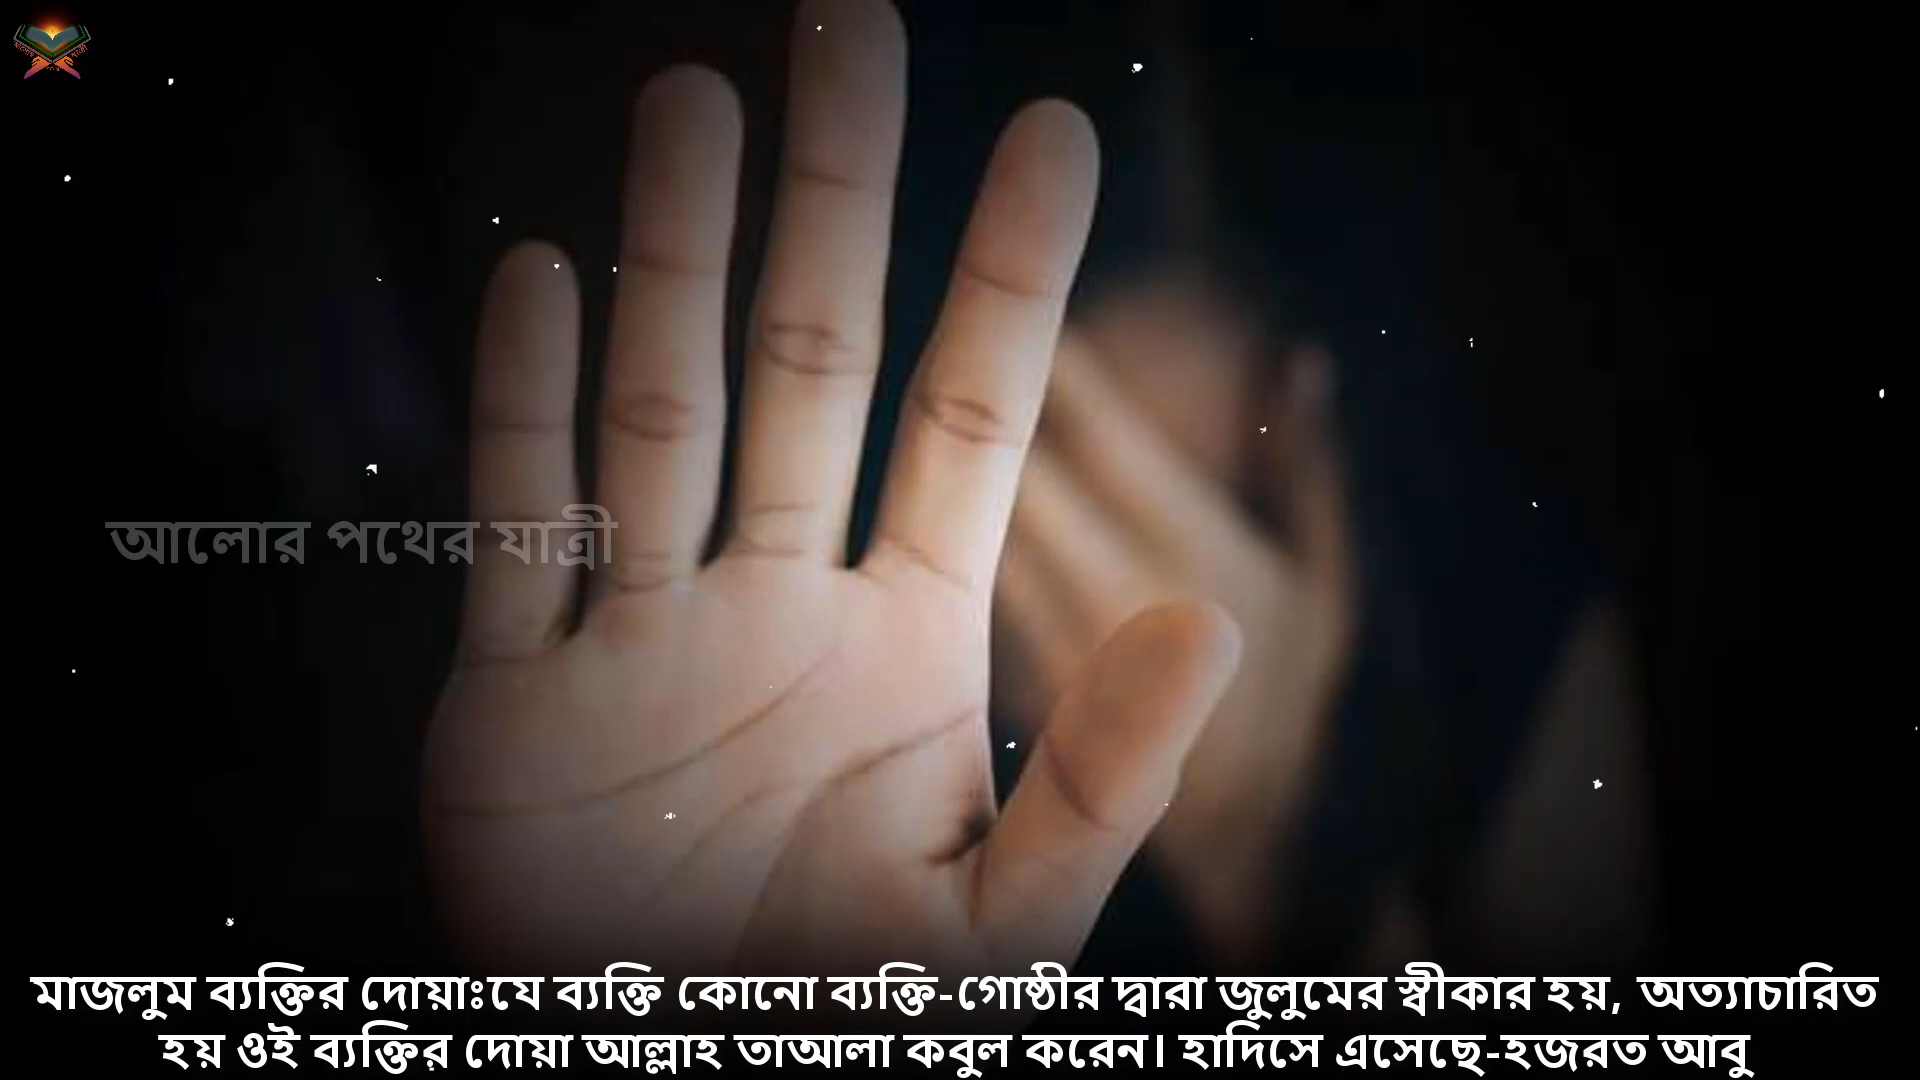 আলোর পথের যাত্রী
মাজলুম ব্যক্তির দোয়াঃযে ব্যক্তি কোনো ব্যক্তি-গোষ্ঠীর দ্বারা জুলুমের স্বীকার হয়, অত্যাচারিত
হয় ওই ব্যক্তির দোয়া আল্লাহ তাআলা কবুল করেন। হাদিসে এসেছে-হজরত আবু